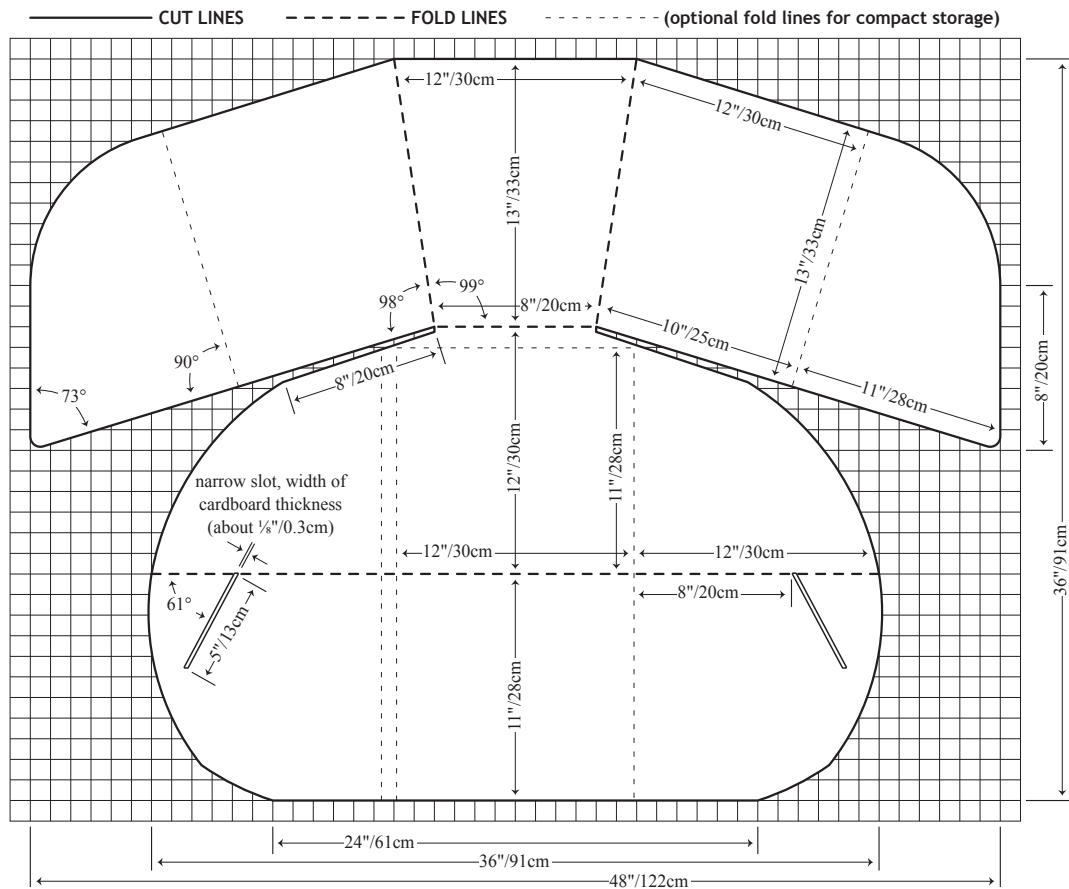 CUT LINES
FOLD LINES
(optional fold lines for compact storage)
12"/30cm
12"/30cm
13"/33cm
13"/33cm
98°
99°
8"/20cm
10"/25cm
90°
73°
8"/20cm
11"/28cm
8"/20cm
narrow slot, width of
cardboard thickness
(about ⅛"/0.3cm)
12"/30cm
11"/28cm
36"/91cm
12"/30cm
12"/30cm
61°
5"/13cm
8"/20cm
11"/28cm
24"/61cm
36"/91cm
48"/122cm